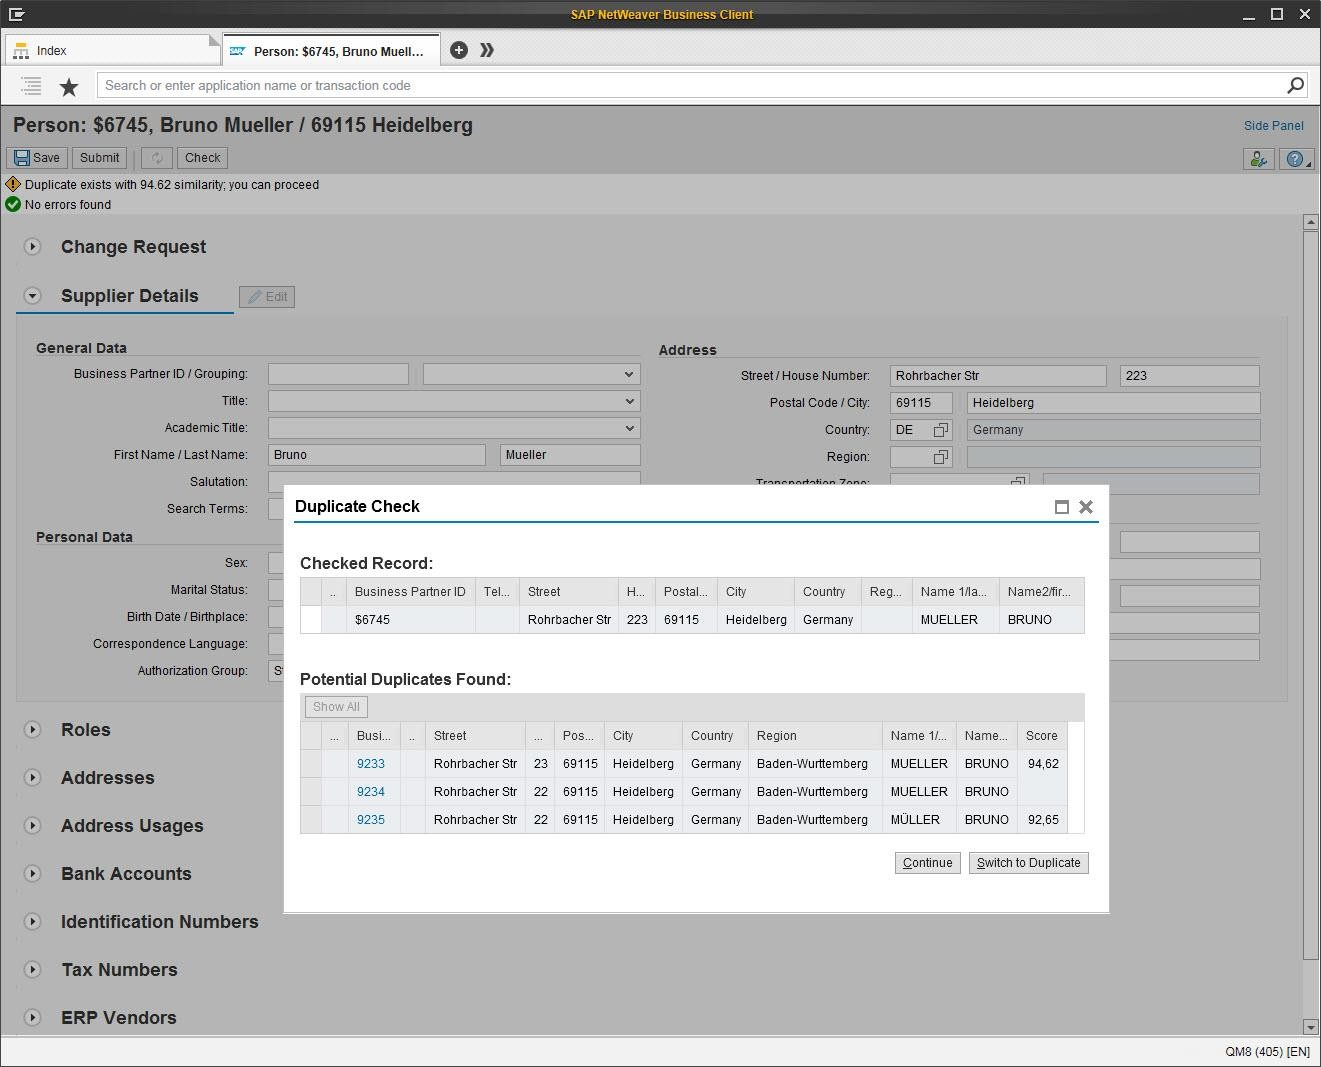 SAP NetWeaver Business Client
Index
SAP Person: $6745, Bruno Muell...
Search or enter application name or transaction code
Person: $6745, Bruno Mueller / 69115 Heidelberg
Side Panel
Save Submit Check
Duplicate exists with 94.62 similarity; you can proceed
No errors found
Change Request
Supplier Details Edit
General Data
Business Partner ID / Grouping:
Title:
Academic Title:
First Name / Last Name: Bruno Mueller
Salutation:
Search Terms:
Personal Data
Sex:
Marital Status:
Birth Date / Birthplace:
Correspondence Language:
Authorization Group:
Address
Street / House Number: Rohrbacher Str 223
Postal Code / City: 69115 Heidelberg
Country: DE Germany
Region:
Transportation Zone:
Duplicate Check
Checked Record:
.. Business Partner ID Tel... Street H... Postal... City Country Reg... Name 1/la... Name2/fir...
$6745 Rohrbacher Str 223 69115 Heidelberg Germany MUELLER BRUNO
Potential Duplicates Found:
Show All
... Busi... .. Street ... Pos... City Country Region Name 1/... Name... Score
9233 Rohrbacher Str 23 69115 Heidelberg Germany Baden-Wurttemberg MUELLER BRUNO 94,62
9234 Rohrbacher Str 22 69115 Heidelberg Germany Baden-Wurttemberg MUELLER BRUNO
9235 Rohrbacher Str 22 69115 Heidelberg Germany Baden-Wurttemberg MÜLLER BRUNO 92,65
Continue Switch to Duplicate
Roles
Addresses
Address Usages
Bank Accounts
Identification Numbers
Tax Numbers
ERP Vendors
QM8 (405) [EN]